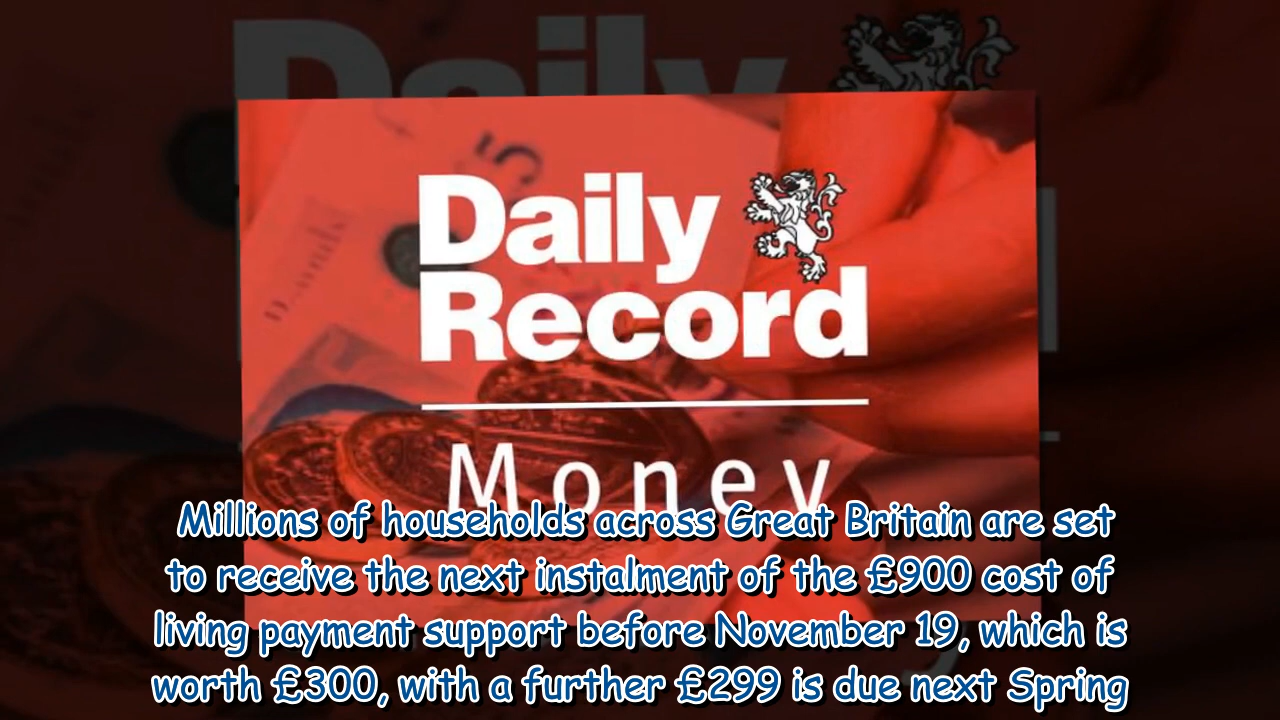 Daily
Daily
Record
Money
Millions of households across Great Britain are set
to receive the next instalment of the £900 cost of
living payment support before November 19, which is
worth £300, with a further £299 is due next Spring